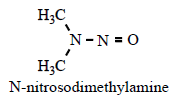 H₃C
N – N = O
H₃C
N-nitrosodimethylamine